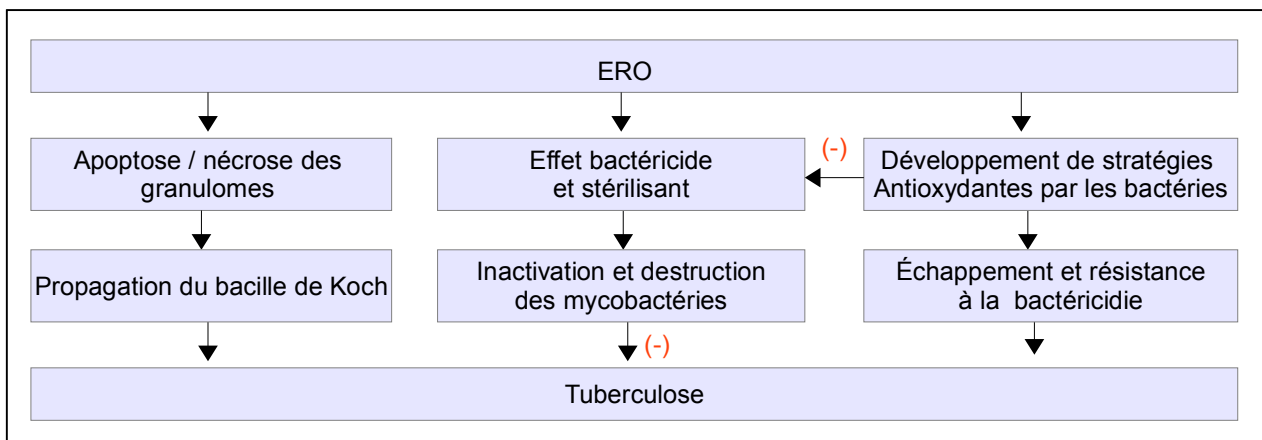 ERO
Apoptose / nécrose des
granulomes
Effet bactéricide
et stérilisant
(-)
Développement de stratégies
Antioxydantes par les bactéries
Propagation du bacille de Koch
Inactivation et destruction
des mycobactéries
Échappement et résistance
à la bactéricidie
(-)
Tuberculose